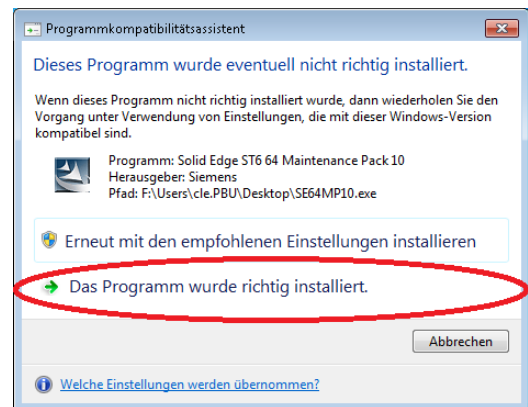 Programmkompatibilitätsassistent
Dieses Programm wurde eventuell nicht richtig installiert.
Wenn dieses Programm nicht richtig installiert wurde, dann wiederholen Sie den
Vorgang unter Verwendung von Einstellungen, die mit dieser Windows-Version
kompatibel sind.
Programm: Solid Edge ST6 64 Maintenance Pack 10
Herausgeber: Siemens
Pfad: F:\Users\cle.PBU\Desktop\SE64MP10.exe
Erneut mit den empfohlenen Einstellungen installieren
Das Programm wurde richtig installiert.
Abbrechen
Welche Einstellungen werden übernommen?